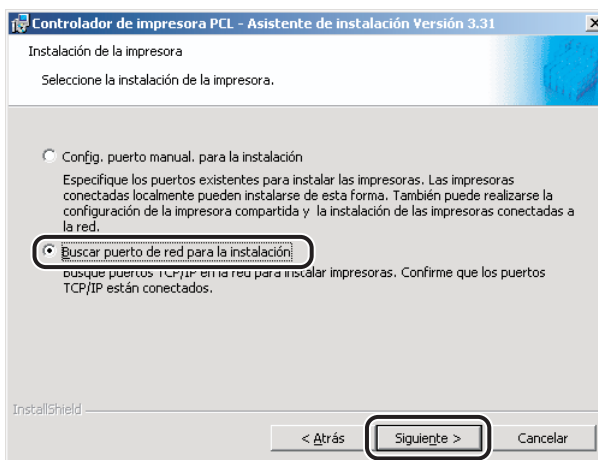 Controlador de impresora PCL - Asistente de instalación Versión 3.31
Instalación de la impresora
Seleccione la instalación de la impresora.
Config. puerto manual. para la instalación
Especifique los puertos existentes para instalar las impresoras. Las impresoras
conectadas localmente pueden instalarse de esta forma. También puede realizarse la
configuración de la impresora compartida y la instalación de las impresoras conectadas a
la red.
Buscar puerto de red para la instalación
Busque puertos TCP/IP en la red para instalar impresoras. Confirme que los puertos
TCP/IP están conectados.
InstallShield
< Atrás
Siguiente >
Cancelar